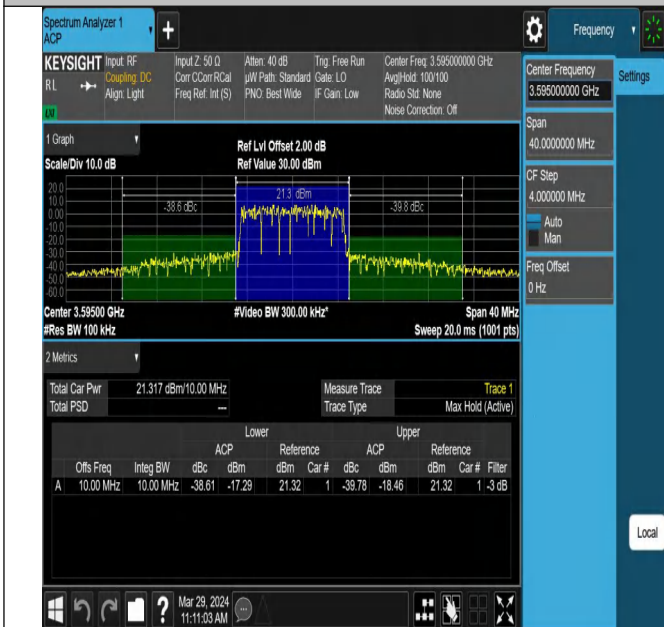 Spectrum Analyzer 1
ACP
Frequency
KEYSIGHT Input: RF Input Z: 50 Ω Atten: 40 dB Trig: Free Run Center Freq: 3.595000000 GHz
RL Coupling: DC Corr CCorr RCal µW Path: Standard Gate: LO Avg|Hold: 100/100
Align: Light Freq Ref: Int (S) PNO: Best Wide IF Gain: Low Radio Std: None
LXI Noise Correction: Off
Center Frequency
3.595000000 GHz
Settings
Span
40.0000000 MHz
CF Step
4.000000 MHz
Auto
Man
Freq Offset
0 Hz
1 Graph
Ref Lvl Offset 2.00 dB
Scale/Div 10.0 dB Ref Value 30.00 dBm
20.0
10.0
0.00
-10.0
-20.0
-30.0
-40.0
-50.0
-60.0
-38.6 dBc 21.3 dBm -39.8 dBc
Center 3.59500 GHz #Video BW 300.00 kHz* Span 40 MHz
#Res BW 100 kHz Sweep 20.0 ms (1001 pts)
2 Metrics
Total Car Pwr 21.317 dBm/10.00 MHz Measure Trace Trace 1
Total PSD --- Trace Type Max Hold (Active)
Lower Upper
ACP Reference ACP Reference
Offs Freq Integ BW dBc dBm dBm Car # dBc dBm dBm Car # Filter
A 10.00 MHz 10.00 MHz -38.61 -17.29 21.32 1 -39.78 -18.46 21.32 1 -3 dB
Local
Mar 29, 2024
11:11:03 AM